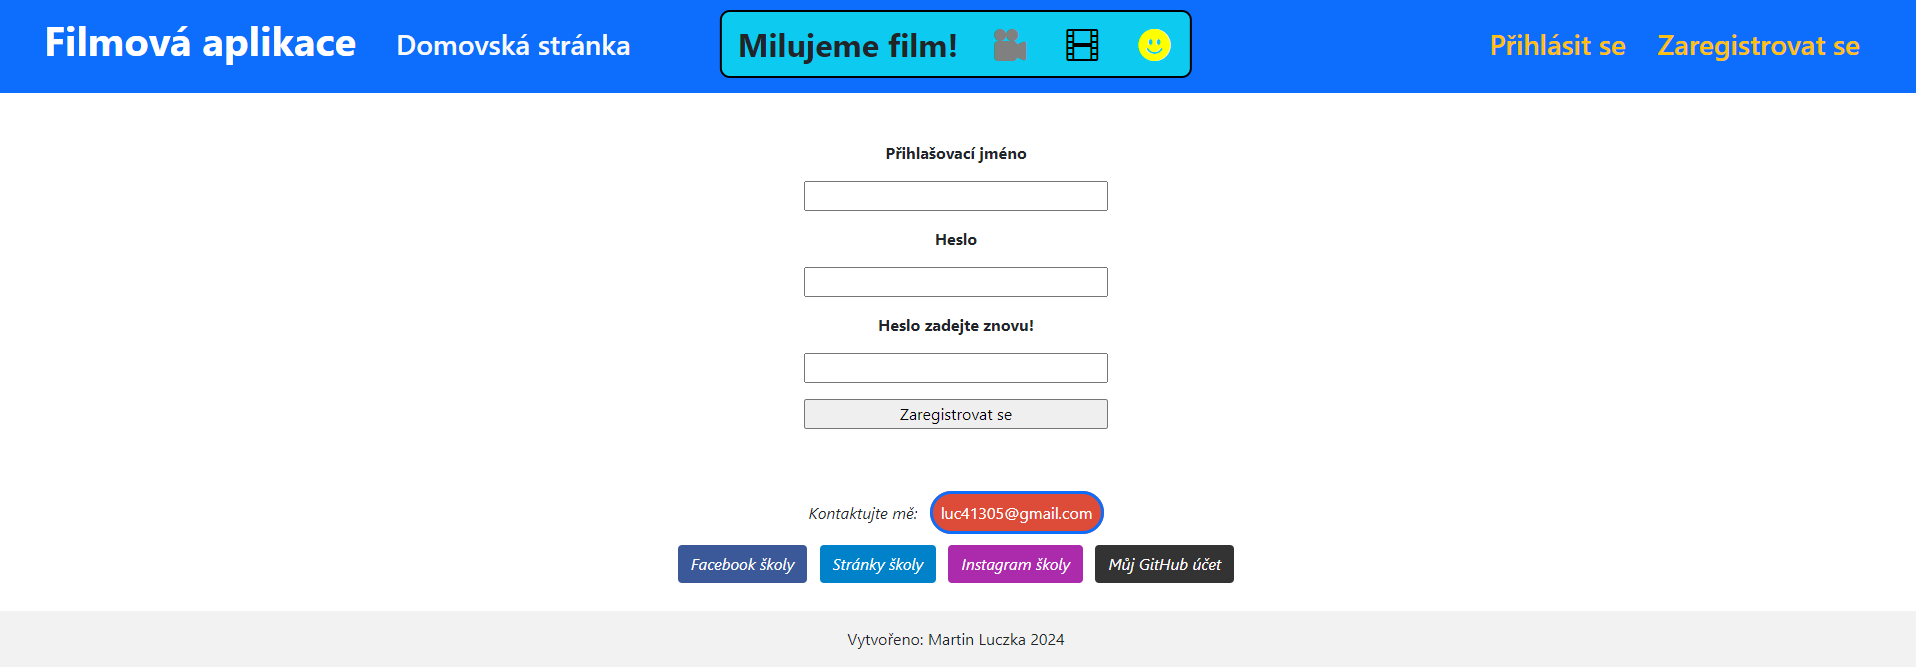 Filmová aplikace Domovská stránka Milujeme film! Přihlásit se Zaregistrovat se
Přihlašovací jméno
Heslo
Heslo zadejte znovu!
Zaregistrovat se
Kontaktujte mě: luc41305@gmail.com
Facebook školy Stránky školy Instagram školy Můj GitHub účet
Vytvořeno: Martin Luczka 2024